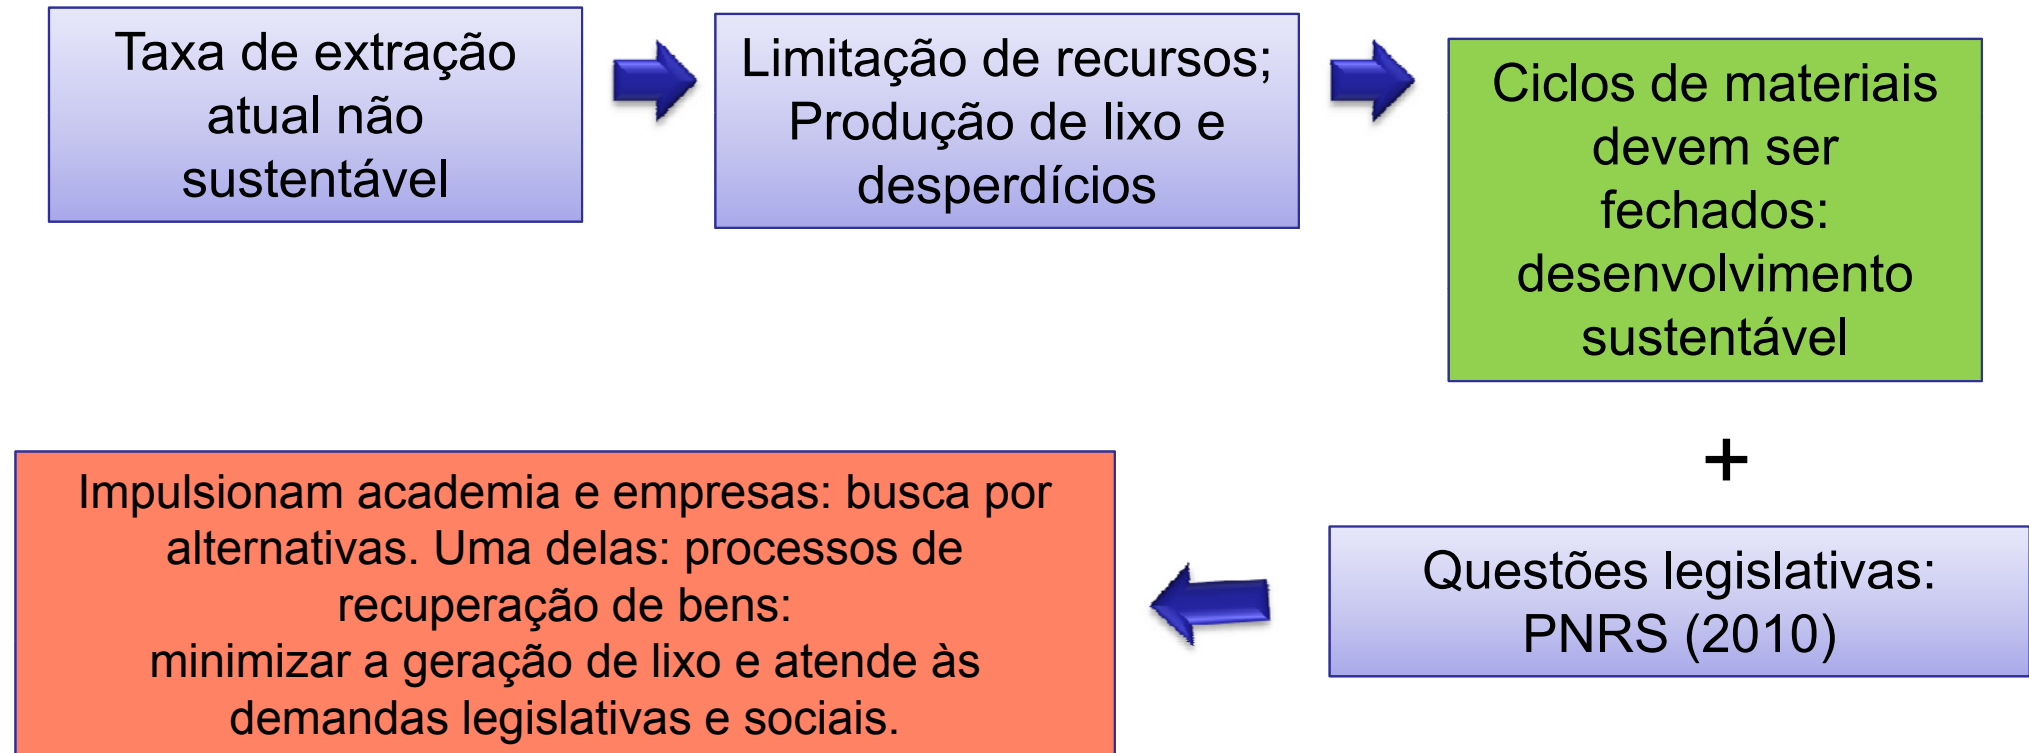 Taxa de extração
atual não
sustentável
Limitação de recursos;
Produção de lixo e
desperdícios
Ciclos de materiais
devem ser
fechados:
desenvolvimento
sustentável
+
Questões legislativas:
PNRS (2010)
Impulsionam academia e empresas: busca por
alternativas. Uma delas: processos de
recuperação de bens:
minimizar a geração de lixo e atende às
demandas legislativas e sociais.